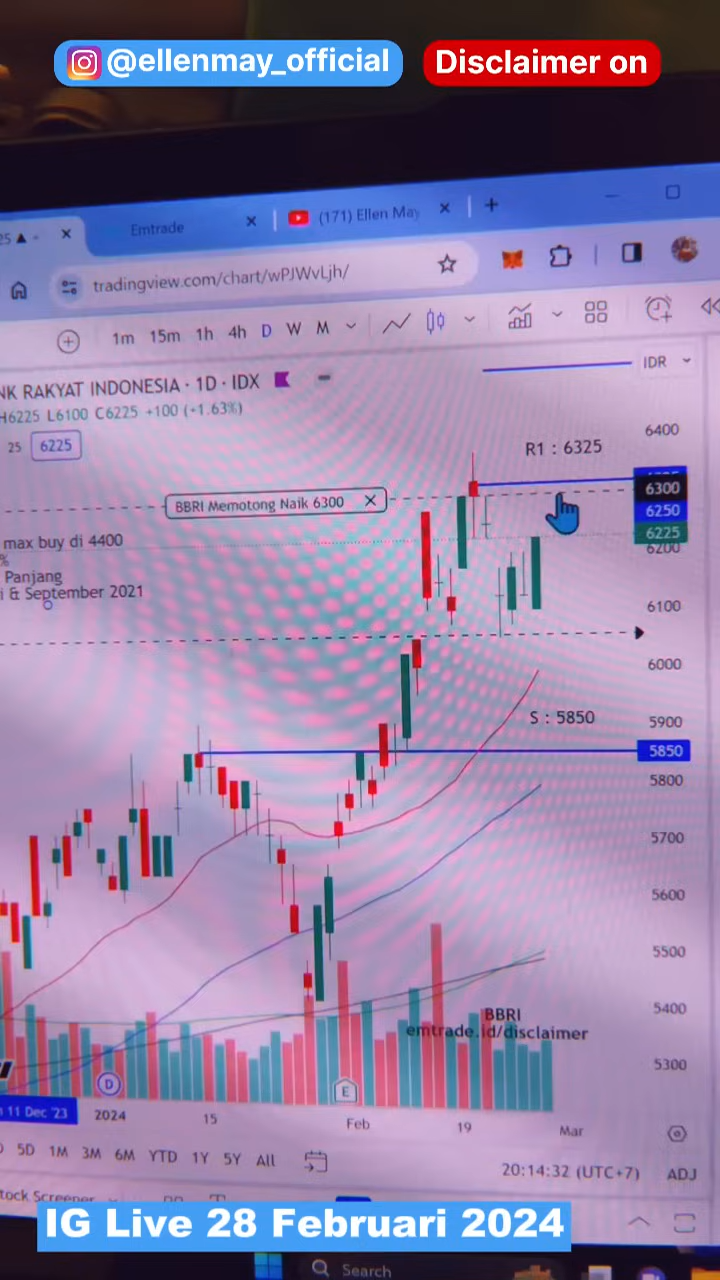 @ellenmay_official
Disclaimer on
Emtrade
(171) Ellen May
tradingview.com/chart/wPJWvLjh/
1m 15m 1h 4h D W M
NK RAKYAT INDONESIA · 1D · IDX
IDR
H6225 L6100 C6225 +100 (+1.63%)
25 6225
6400
R1 : 6325
BBRI Memotong Naik 6300
6300
6250
6225
6200
max buy di 4400
%
Panjang
i & September 2021
6100
6000
S : 5850
5900
5850
5800
5700
5600
5500
5400
BBRI
emtrade.id/disclaimer
5300
D
E
11 Dec '23 2024 15 Feb 19 Mar
5D 1M 3M 6M YTD 1Y 5Y All
20:14:32 (UTC+7) ADJ
tock Screener
IG Live 28 Februari 2024
Search